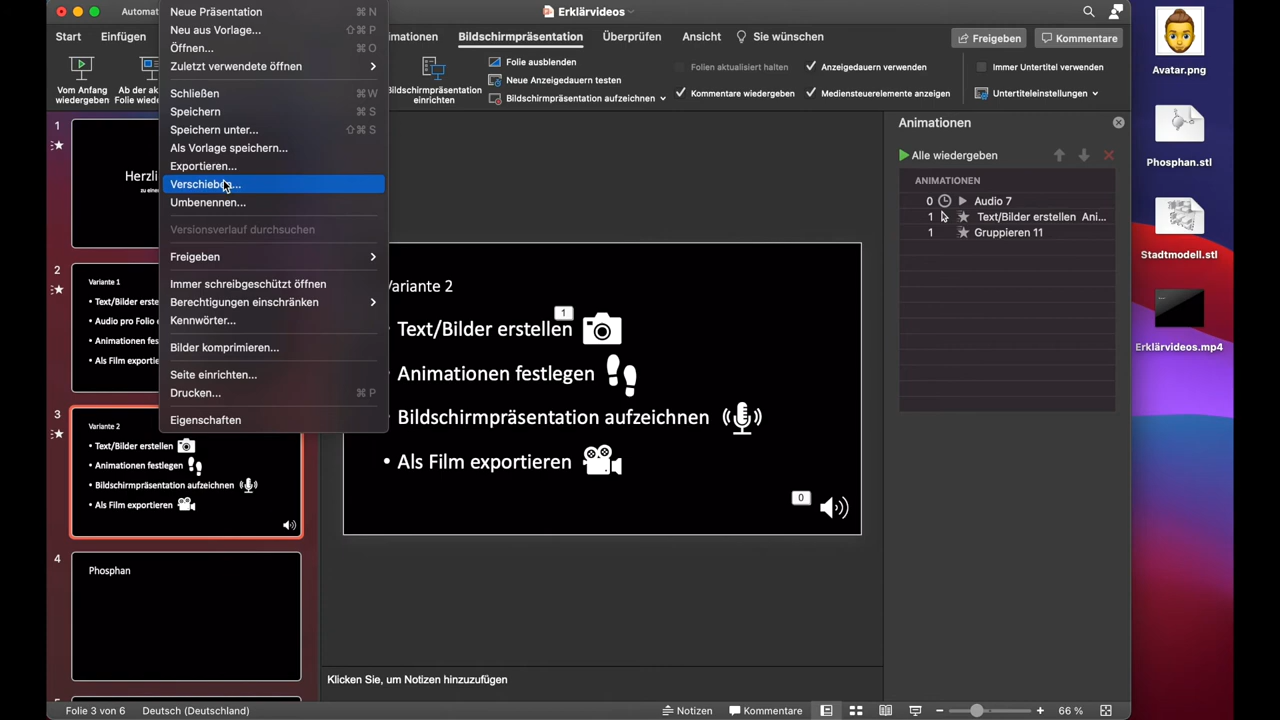 Automat
Erklärvideos
Start
Einfügen
imationen
Bildschirmpräsentation
Überprüfen
Ansicht
Sie wünschen
Freigeben
Kommentare
Vom Anfang
wiedergeben
Ab der ak
Folie wied
Bildschirmpräsentation
einrichten
Folie ausblenden
Neue Anzeigedauern testen
Bildschirmpräsentation aufzeichnen
Folien aktualisiert halten
Kommentare wiedergeben
Anzeigedauern verwenden
Mediensteuerelemente anzeigen
Immer Untertitel verwenden
Untertiteleinstellungen
Neue Präsentation ⌘ N
Neu aus Vorlage... ⇧⌘ P
Öffnen... ⌘ O
Zuletzt verwendete öffnen
Schließen ⌘ W
Speichern ⌘ S
Speichern unter... ⇧⌘ S
Als Vorlage speichern...
Exportieren...
Verschieben...
Umbenennen...
Versionsverlauf durchsuchen
Freigeben
Immer schreibgeschützt öffnen
Berechtigungen einschränken
Kennwörter...
Bilder komprimieren...
Seite einrichten...
Drucken... ⌘ P
Eigenschaften
1
Herzli
zu eine
2
Variante 1
• Text/Bilder erste
• Audio pro Folie
• Animationen fes
• Als Film exportie
3
Variante 2
• Text/Bilder erstellen
• Animationen festlegen
• Bildschirmpräsentation aufzeichnen
• Als Film exportieren
4
Phosphan
Variante 2
1
Text/Bilder erstellen
Animationen festlegen
Bildschirmpräsentation aufzeichnen
• Als Film exportieren
0
Klicken Sie, um Notizen hinzuzufügen
Animationen
Alle wiedergeben
ANIMATIONEN
0 Audio 7
1 Text/Bilder erstellen Ani...
1 Gruppieren 11
Avatar.png
Phosphan.stl
Stadtmodell.stl
Erklärvideos.mp4
Folie 3 von 6
Deutsch (Deutschland)
Notizen
Kommentare
66 %